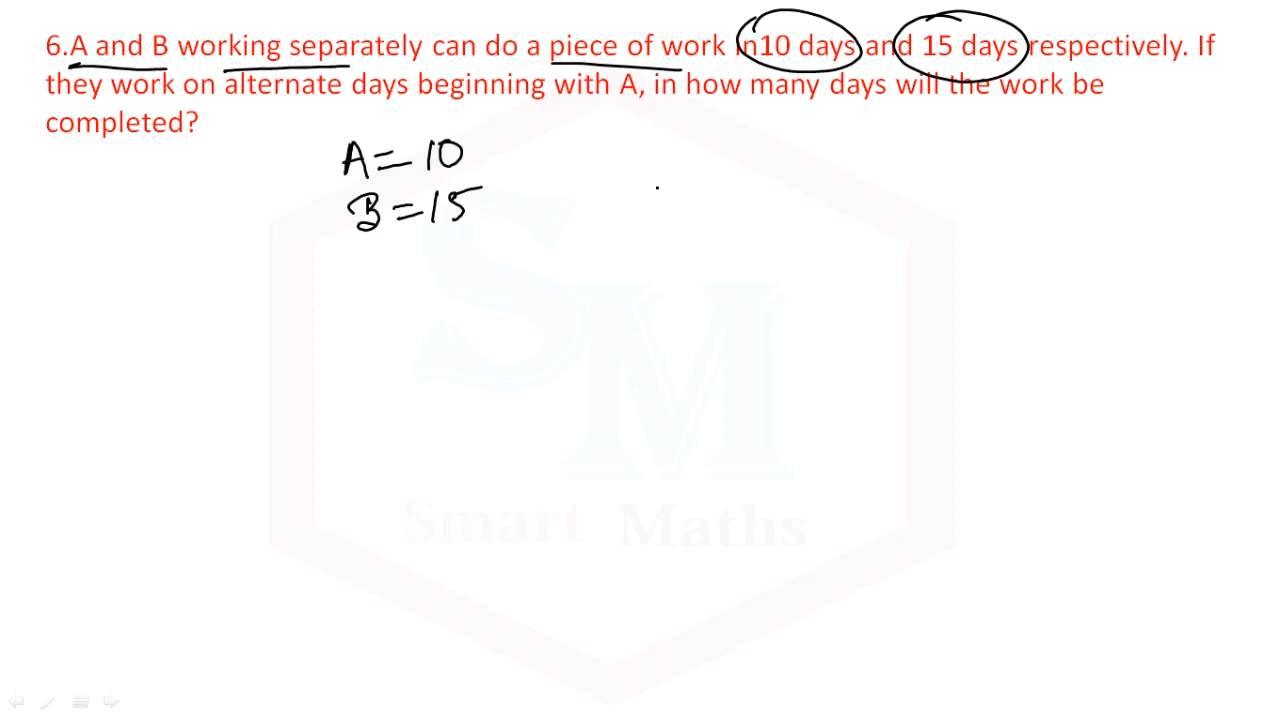 6.A and B working separately can do a piece of work in10 days and 15 days respectively. If
they work on alternate days beginning with A, in how many days will the work be
completed?
A=10
B=15
SM
Smart Maths